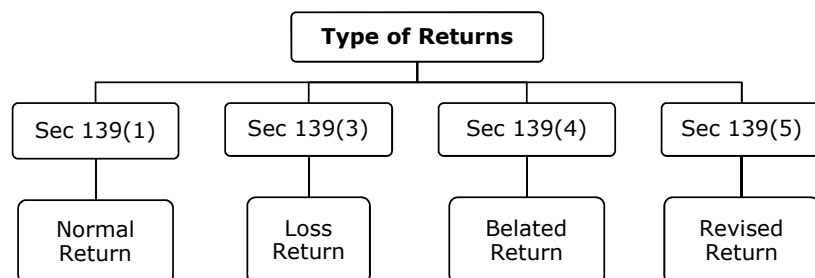 Type of Returns
Sec 139(1)
Sec 139(3)
Sec 139(4)
Sec 139(5)
Normal
Return
Loss
Return
Belated
Return
Revised
Return